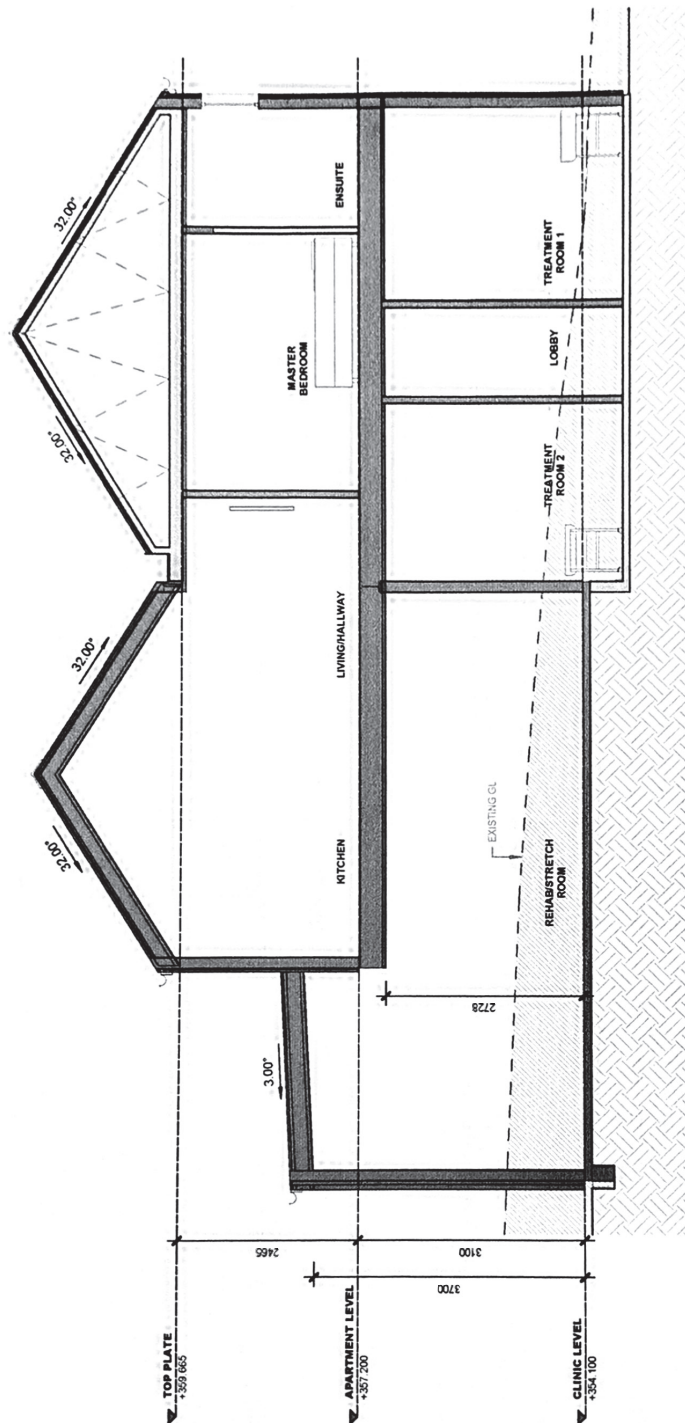 TOP PLATE
+359.665
APARTMENT LEVEL
+357.200
CLINIC LEVEL
+354.100
2465
3100
3700
2728
3.00°
32.00°
32.00°
32.00°
32.00°
KITCHEN
LIVING/HALLWAY
MASTER
BEDROOM
ENSUITE
EXISTING GL
REHAB/STRETCH
ROOM
TREATMENT
ROOM 2
LOBBY
TREATMENT
ROOM 1